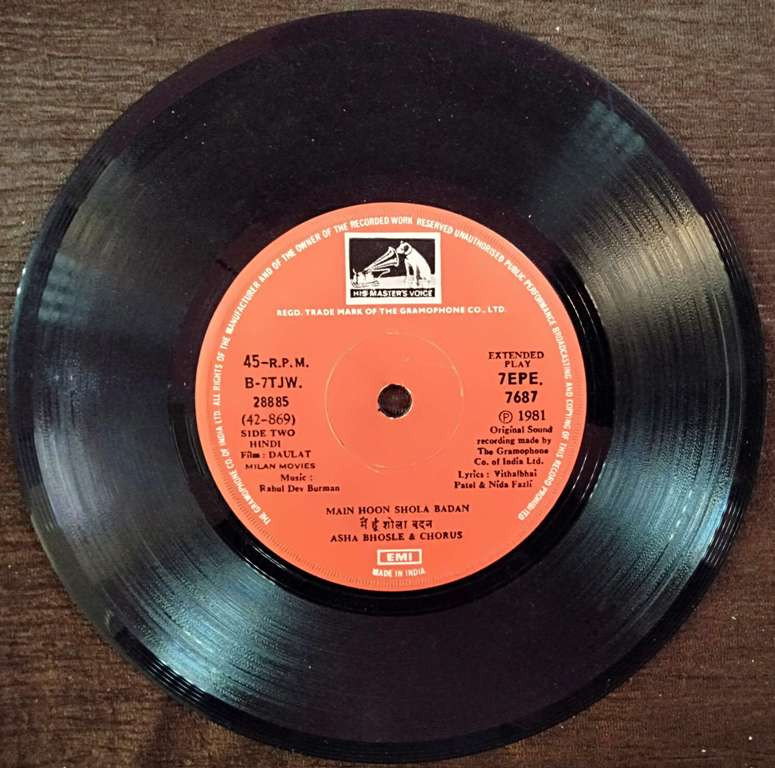 THE GRAMOPHONE CO. OF INDIA LTD. ALL RIGHTS OF THE MANUFACTURER AND OF THE OWNER OF THE RECORDED WORK RESERVED UNAUTHORISED PUBLIC PERFORMANCE BROADCASTING AND COPYING OF THIS RECORD PROHIBITED
HIS MASTER'S VOICE
REGD. TRADE MARK OF THE GRAMOPHONE CO., LTD.
45-R.P.M.
B-7TJW.
28885
(42-869)
SIDE TWO
HINDI
Film : DAULAT
MILAN MOVIES
Music :
Rahul Dev Burman
EXTENDED
PLAY
7EPE.
7687
℗ 1981
Original Sound
recording made by
The Gramophone
Co. of India Ltd.
Lyrics : Vithalbhai
Patel & Nida Fazli
MAIN HOON SHOLA BADAN
मैं हूँ शोला बदन
ASHA BHOSLE & CHORUS
EMI
MADE IN INDIA